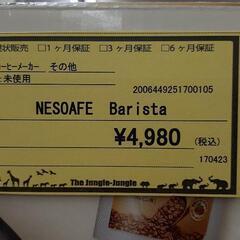 現状販売 □1ヶ月保証 □3ヶ月保証 □6ヶ月保証
コーヒーメーカー その他
未使用
2006449251700105
NESOAFE Barista
¥4,980 (税込)
170423
The Jungle-Jungle